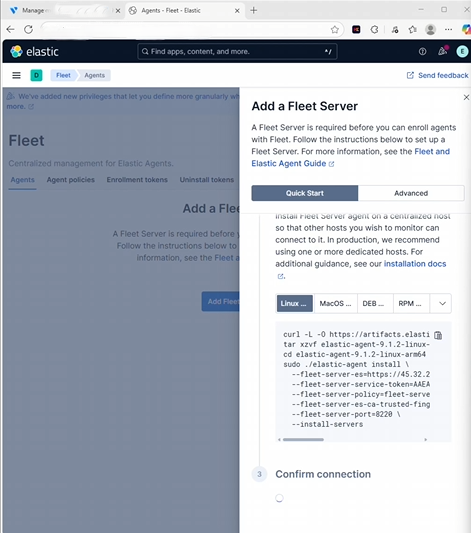 Manage
Agents - Fleet - Elastic
elastic
Find apps, content, and more.
*/
E
D
Fleet
Agents
Send feedback
We've added new privileges that let you define more granularly w
more.
Fleet
Centralized management for Elastic Agents.
Agents
Agent policies
Enrollment tokens
Uninstall tokens
Add a Flee
A Fleet Server is required before you
Follow the instructions below to
information, see the Fleet a
Add Fleet
Add a Fleet Server
A Fleet Server is required before you can enroll agents
with Fleet. Follow the instructions below to set up a
Fleet Server. For more information, see the Fleet and
Elastic Agent Guide
Quick Start
Advanced
Install Fleet Server agent on a centralized host
so that other hosts you wish to monitor can
connect to it. In production, we recommend
using one or more dedicated hosts. For
additional guidance, see our installation docs
Linux ...
MacOS ...
DEB ...
RPM ...
curl -L -O https://artifacts.elasti
tar xzvf elastic-agent-9.1.2-linux-
cd elastic-agent-9.1.2-linux-arm64
sudo ./elastic-agent install \
--fleet-server-es=https://45.32.2
--fleet-server-service-token=AAEA
--fleet-server-policy=fleet-serve
--fleet-server-es-ca-trusted-fing
--fleet-server-port=8220 \
--install-servers
3
Confirm connection